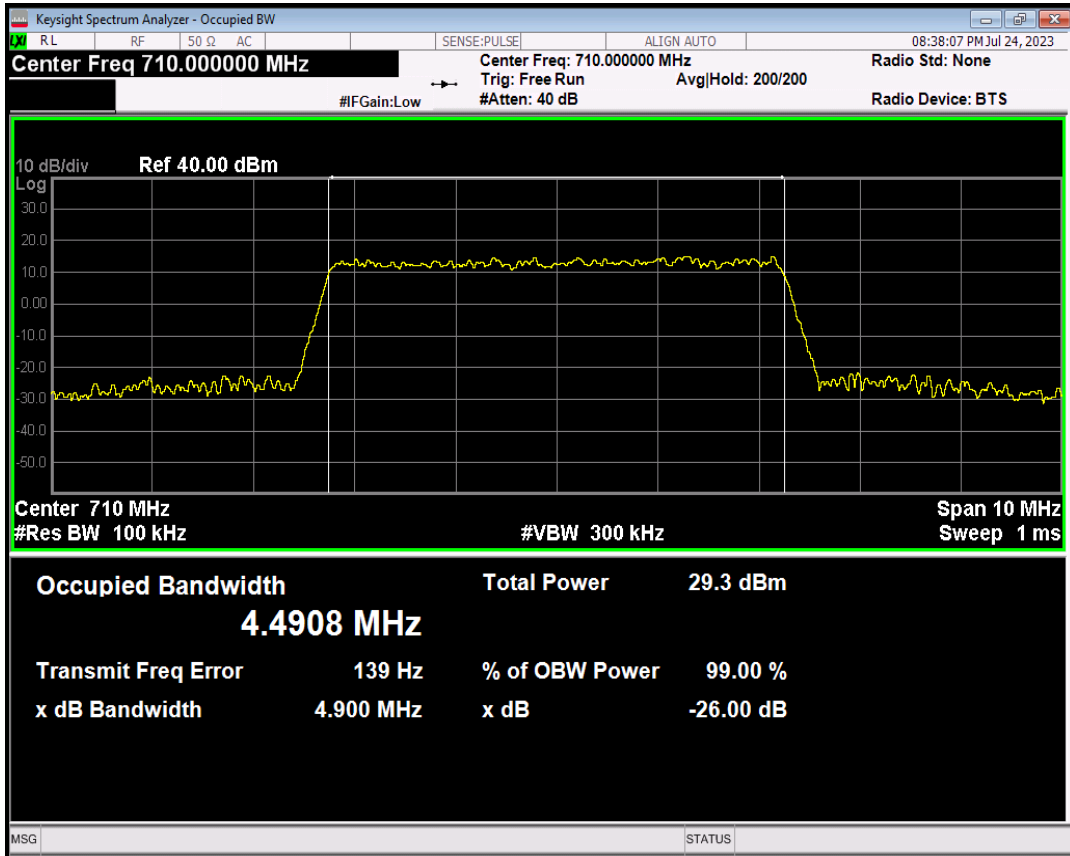 Keysight Spectrum Analyzer - Occupied BW
LXI RL RF 50 Ω AC SENSE:PULSE ALIGN AUTO 08:38:07 PM Jul 24, 2023
Center Freq 710.000000 MHz Center Freq: 710.000000 MHz Radio Std: None
Trig: Free Run Avg|Hold: 200/200
#IFGain:Low #Atten: 40 dB Radio Device: BTS
10 dB/div Ref 40.00 dBm
Log
30.0
20.0
10.0
0.00
-10.0
-20.0
-30.0
-40.0
-50.0
Center 710 MHz Span 10 MHz
#Res BW 100 kHz #VBW 300 kHz Sweep 1 ms
Occupied Bandwidth Total Power 29.3 dBm
4.4908 MHz
Transmit Freq Error 139 Hz % of OBW Power 99.00 %
x dB Bandwidth 4.900 MHz x dB -26.00 dB
MSG STATUS